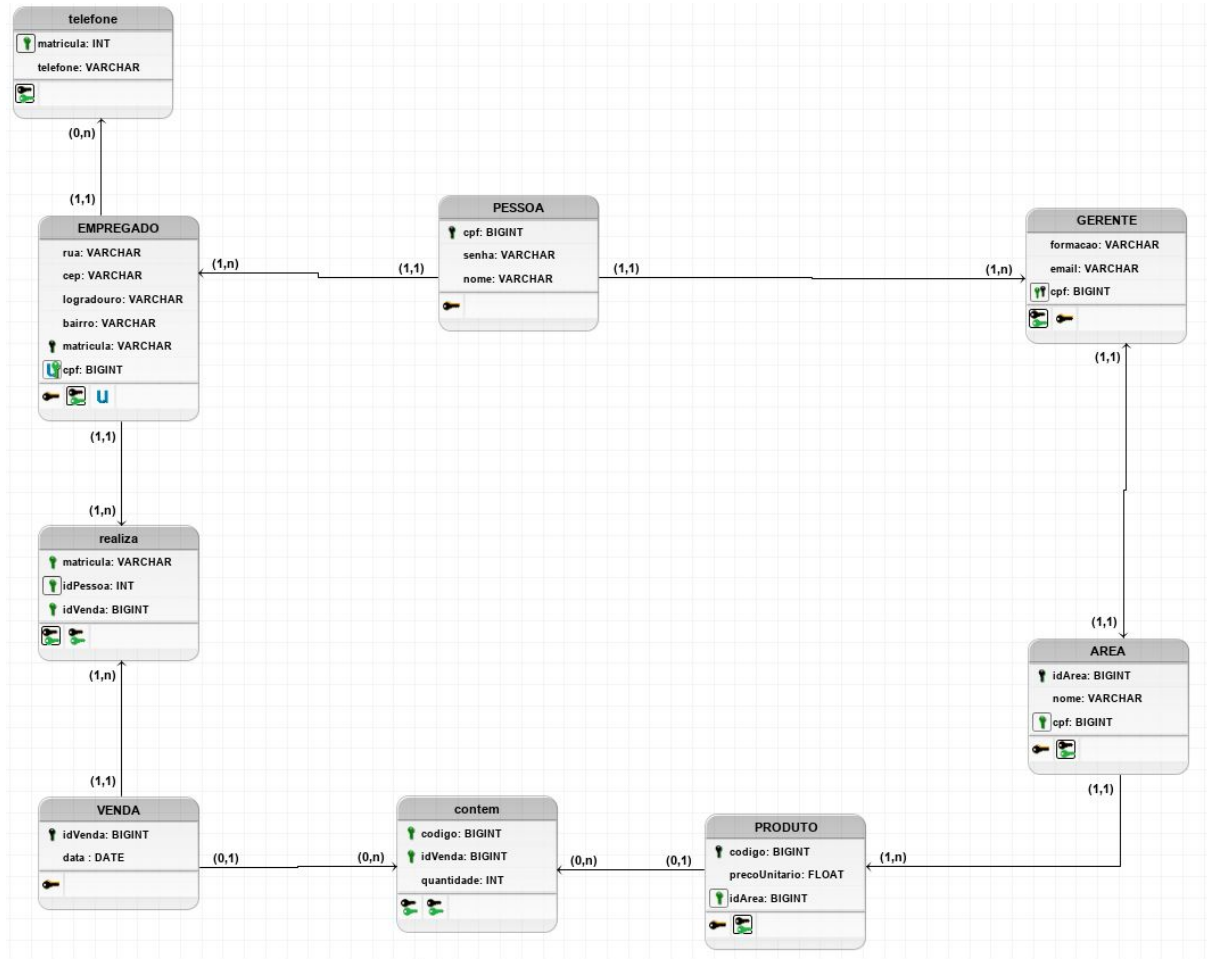 telefone
matricula: INT
telefone: VARCHAR
(0,n)
(1,1)
EMPREGADO
rua: VARCHAR
cep: VARCHAR
logradouro: VARCHAR
bairro: VARCHAR
matricula: VARCHAR
cpf: BIGINT
U
(1,n)
(1,1)
PESSOA
cpf: BIGINT
senha: VARCHAR
nome: VARCHAR
(1,1)
(1,n)
GERENTE
formacao: VARCHAR
email: VARCHAR
cpf: BIGINT
(1,1)
(1,1)
AREA
idArea: BIGINT
nome: VARCHAR
cpf: BIGINT
(1,1)
(1,1)
(1,n)
realiza
matricula: VARCHAR
idPessoa: INT
idVenda: BIGINT
(1,n)
(1,1)
VENDA
idVenda: BIGINT
data : DATE
(0,1)
(0,n)
contem
codigo: BIGINT
idVenda: BIGINT
quantidade: INT
(0,n)
(0,1)
PRODUTO
codigo: BIGINT
precoUnitario: FLOAT
idArea: BIGINT
(1,n)